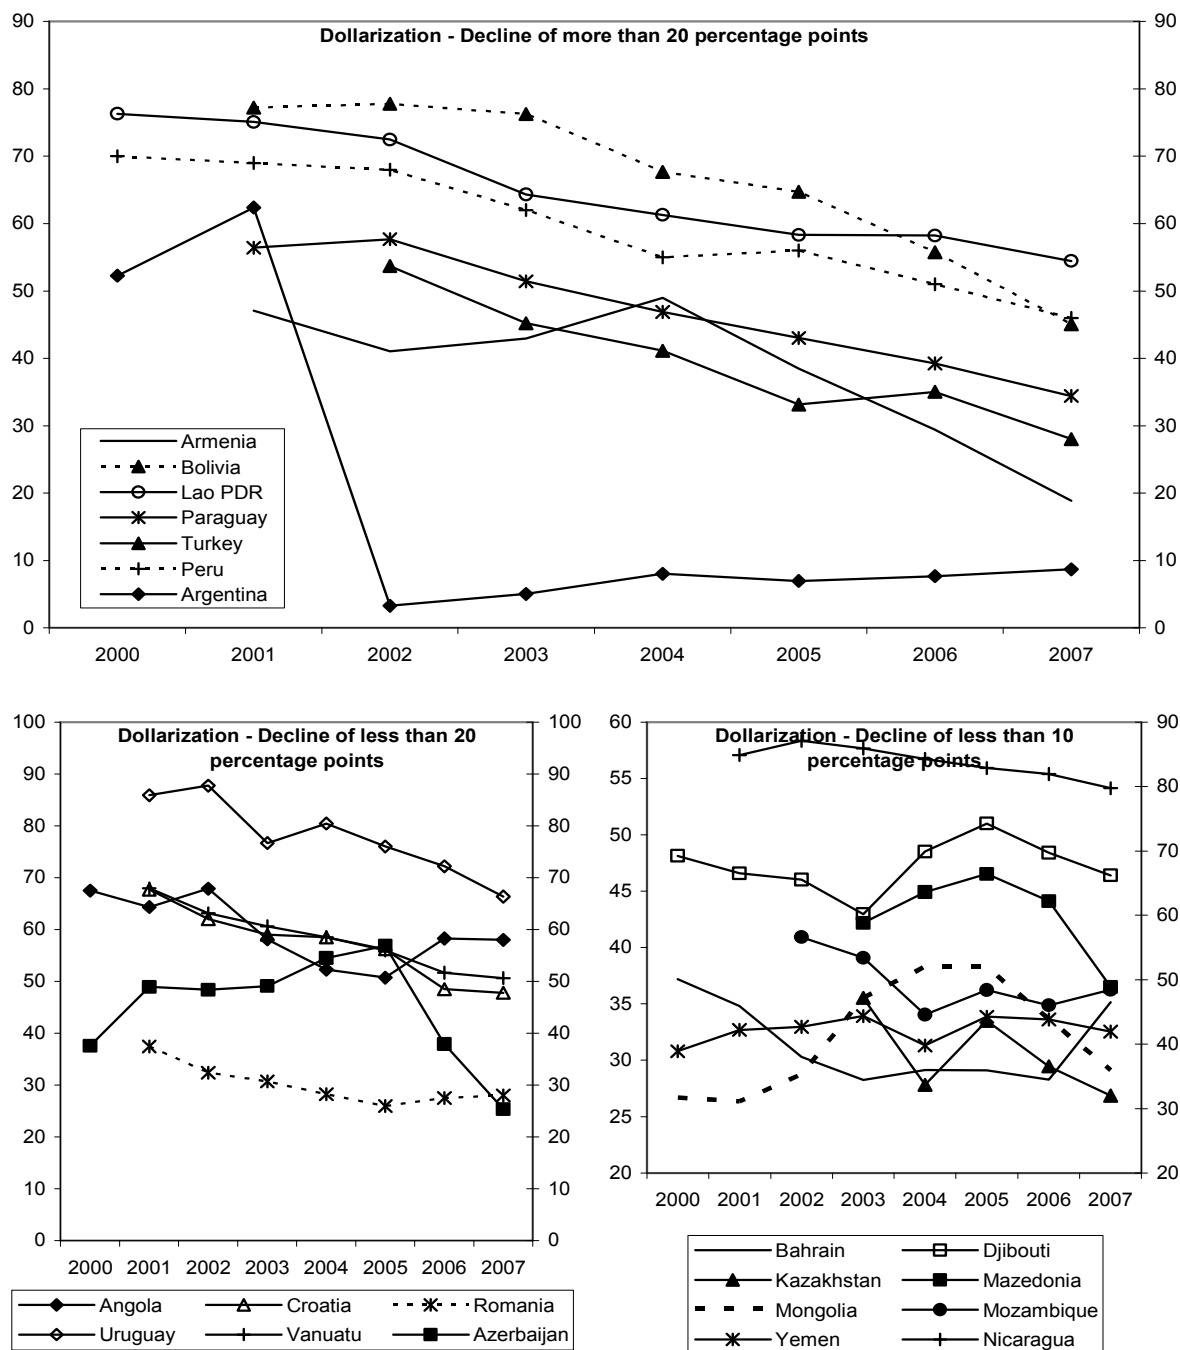 Dollarization - Decline of more than 20 percentage points
90 90
80 80
70 70
60 60
50 50
40 40
30 30
20 20
10 10
0 0
Armenia
Bolivia
Lao PDR
Paraguay
Turkey
Peru
Argentina
2000 2001 2002 2003 2004 2005 2006 2007
Dollarization - Decline of less than 20
percentage points
100 100
90 90
80 80
70 70
60 60
50 50
40 40
30 30
20 20
10 10
0 0
2000 2001 2002 2003 2004 2005 2006 2007
Angola Croatia Romania
Uruguay Vanuatu Azerbaijan
Dollarization - Decline of less than 10
percentage points
60 90
55 80
50 70
45 60
40 50
35 40
30 30
25 20
20
2000 2001 2002 2003 2004 2005 2006 2007
Bahrain Djibouti
Kazakhstan Mazedonia
Mongolia Mozambique
Yemen Nicaragua